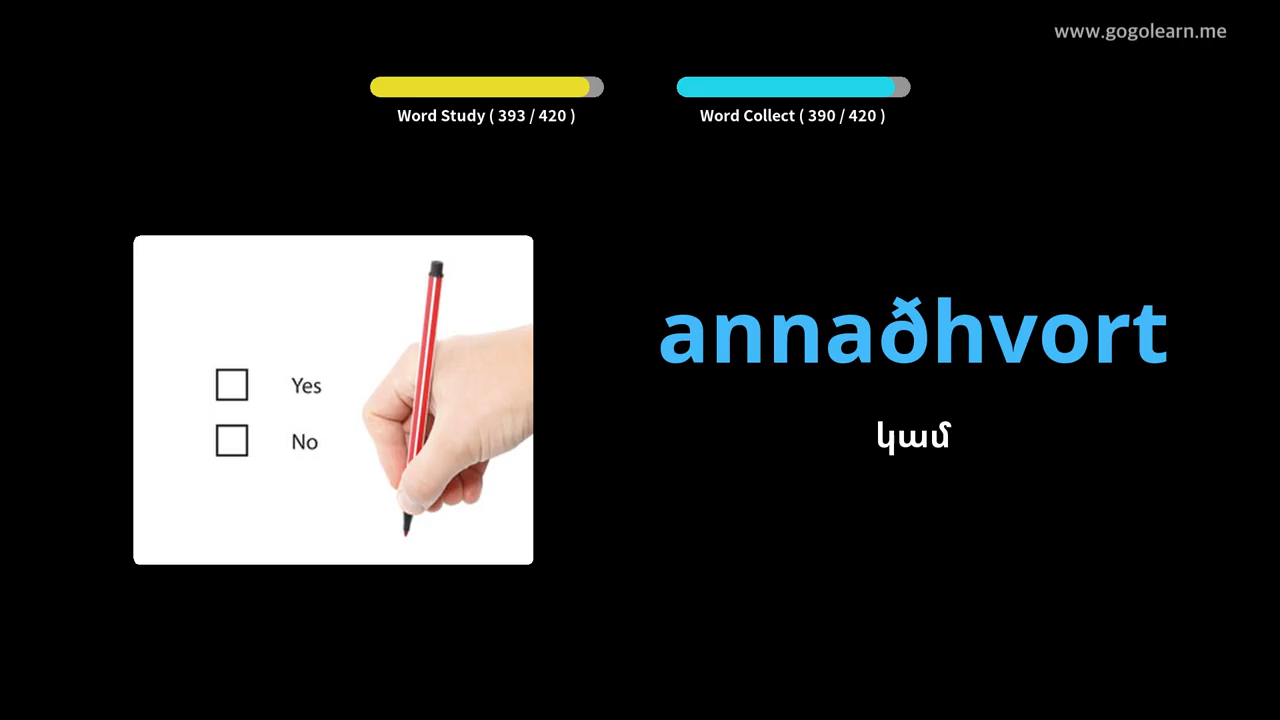 www.gogolearn.me
Word Study ( 393 / 420 )
Word Collect ( 390 / 420 )
Yes
No
annaðhvort
կամ